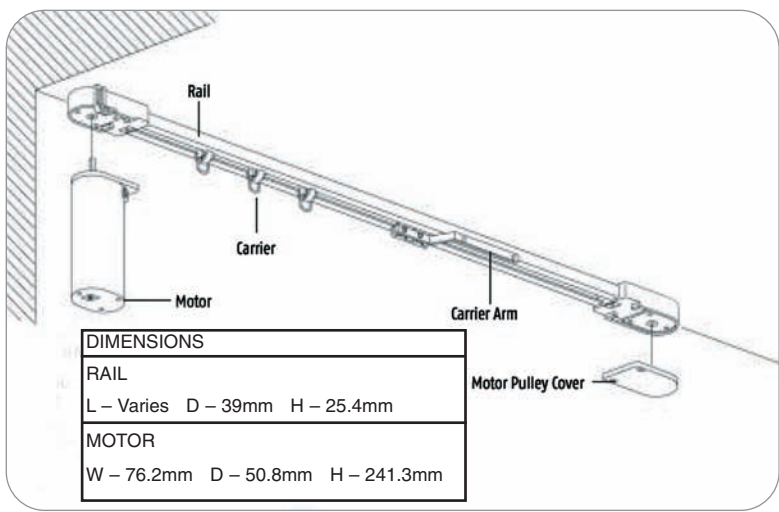 Rail
Carrier
Motor
Carrier Arm
Motor Pulley Cover
DIMENSIONS
RAIL
L – Varies D – 39mm H – 25.4mm
MOTOR
W – 76.2mm D – 50.8mm H – 241.3mm